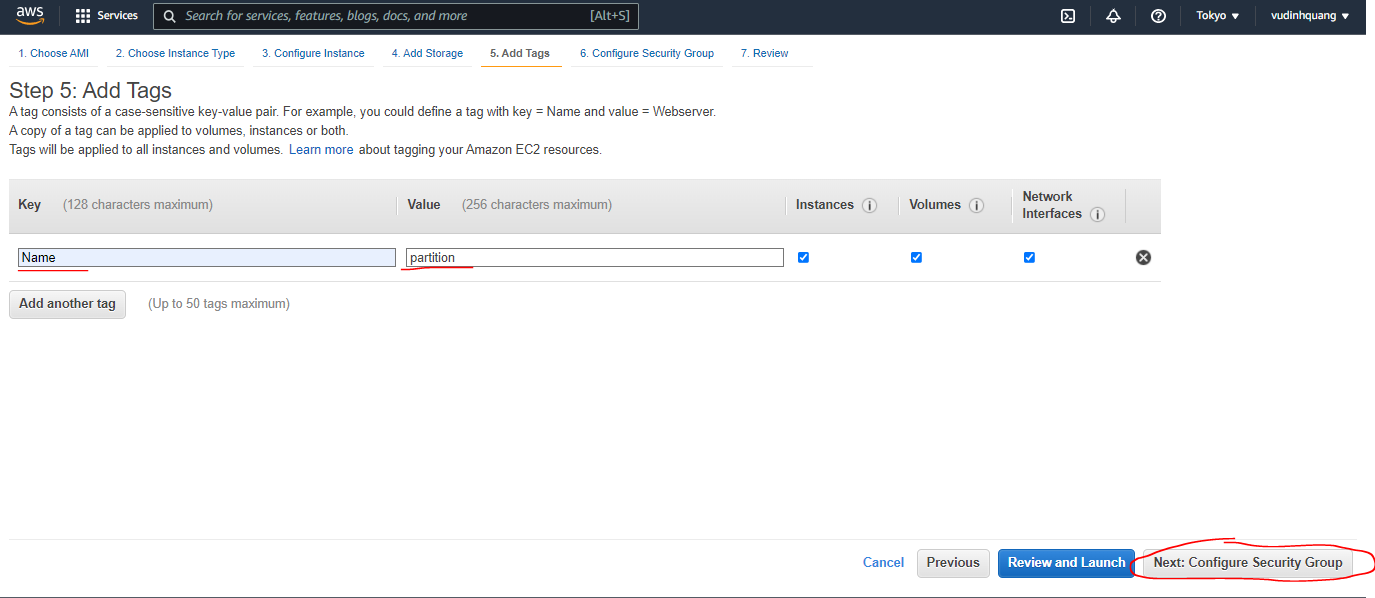 aws Services Search for services, features, blogs, docs, and more [Alt+S] Tokyo ▼ vudinhquang ▼
1. Choose AMI 2. Choose Instance Type 3. Configure Instance 4. Add Storage 5. Add Tags 6. Configure Security Group 7. Review
Step 5: Add Tags
A tag consists of a case-sensitive key-value pair. For example, you could define a tag with key = Name and value = Webserver.
A copy of a tag can be applied to volumes, instances or both.
Tags will be applied to all instances and volumes. Learn more about tagging your Amazon EC2 resources.
Key (128 characters maximum) Value (256 characters maximum) Instances i Volumes i Network
Interfaces i
Name partition
Add another tag (Up to 50 tags maximum)
Cancel Previous Review and Launch Next: Configure Security Group